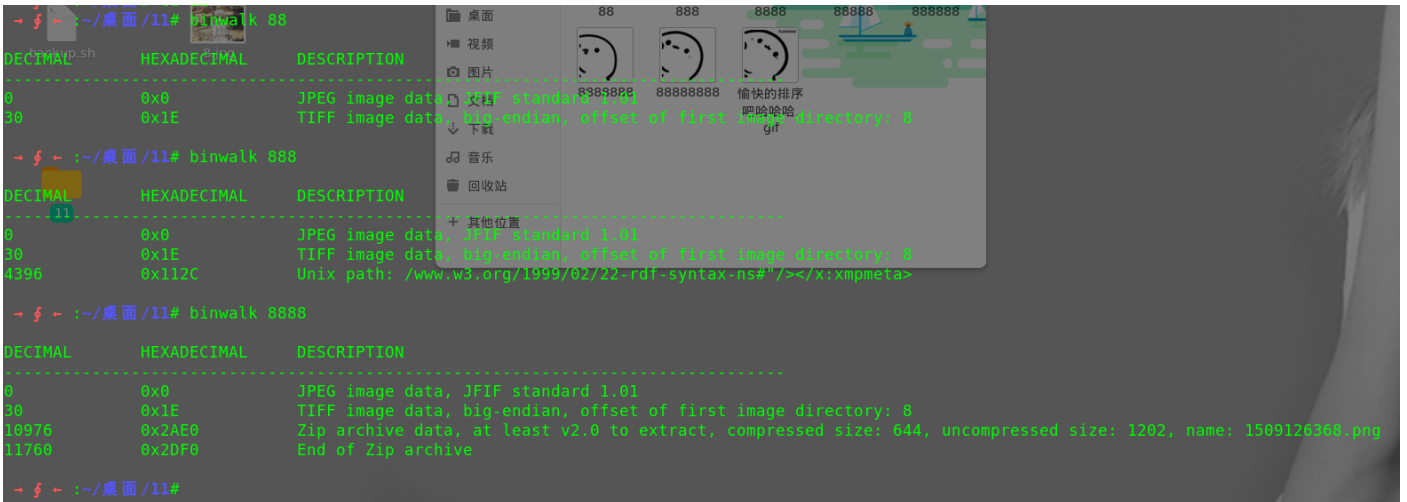 → ∮ ← :~/桌面/11# binwalk 88
backup.sh
8.jpg
DECIMAL HEXADECIMAL DESCRIPTION
--------------------------------------------------------------------------------
0 0x0 JPEG image data, JFIF standard 1.01
30 0x1E TIFF image data, big-endian, offset of first image directory: 8
→ ∮ ← :~/桌面/11# binwalk 888
DECIMAL HEXADECIMAL DESCRIPTION
--------------------------------------------------------------------------------
0 0x0 JPEG image data, JFIF standard 1.01
30 0x1E TIFF image data, big-endian, offset of first image directory: 8
4396 0x112C Unix path: /www.w3.org/1999/02/22-rdf-syntax-ns#"/></x:xmpmeta>
→ ∮ ← :~/桌面/11# binwalk 8888
DECIMAL HEXADECIMAL DESCRIPTION
--------------------------------------------------------------------------------
0 0x0 JPEG image data, JFIF standard 1.01
30 0x1E TIFF image data, big-endian, offset of first image directory: 8
10976 0x2AE0 Zip archive data, at least v2.0 to extract, compressed size: 644, uncompressed size: 1202, name: 1509126368.png
11760 0x2DF0 End of Zip archive
→ ∮ ← :~/桌面/11#
11
桌面
视频
图片
文档
下载
音乐
回收站
+ 其他位置
88 888 8888 88888 888888
8888888 88888888 愉快的排序
吧哈哈哈.
gif